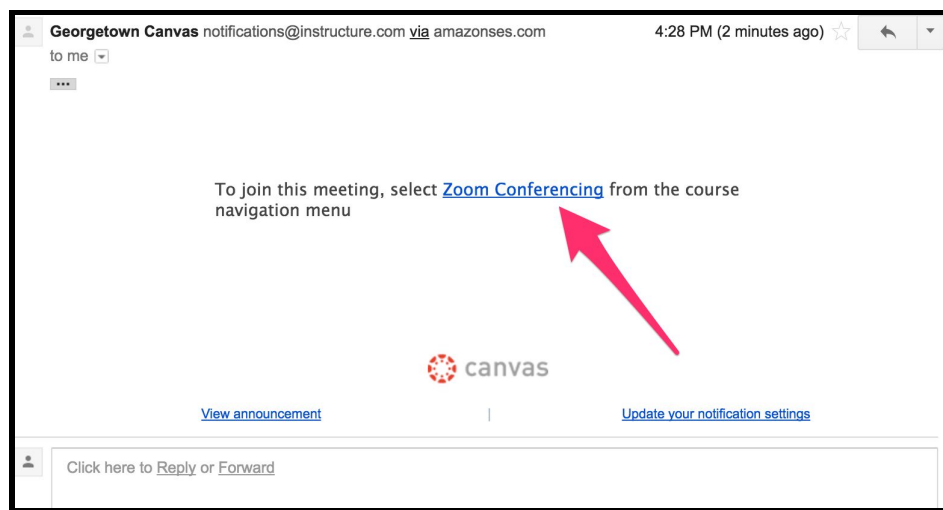 Georgetown Canvas notifications@instructure.com via amazonses.com 4:28 PM (2 minutes ago)
to me
To join this meeting, select Zoom Conferencing from the course
navigation menu
canvas
View announcement | Update your notification settings
Click here to Reply or Forward